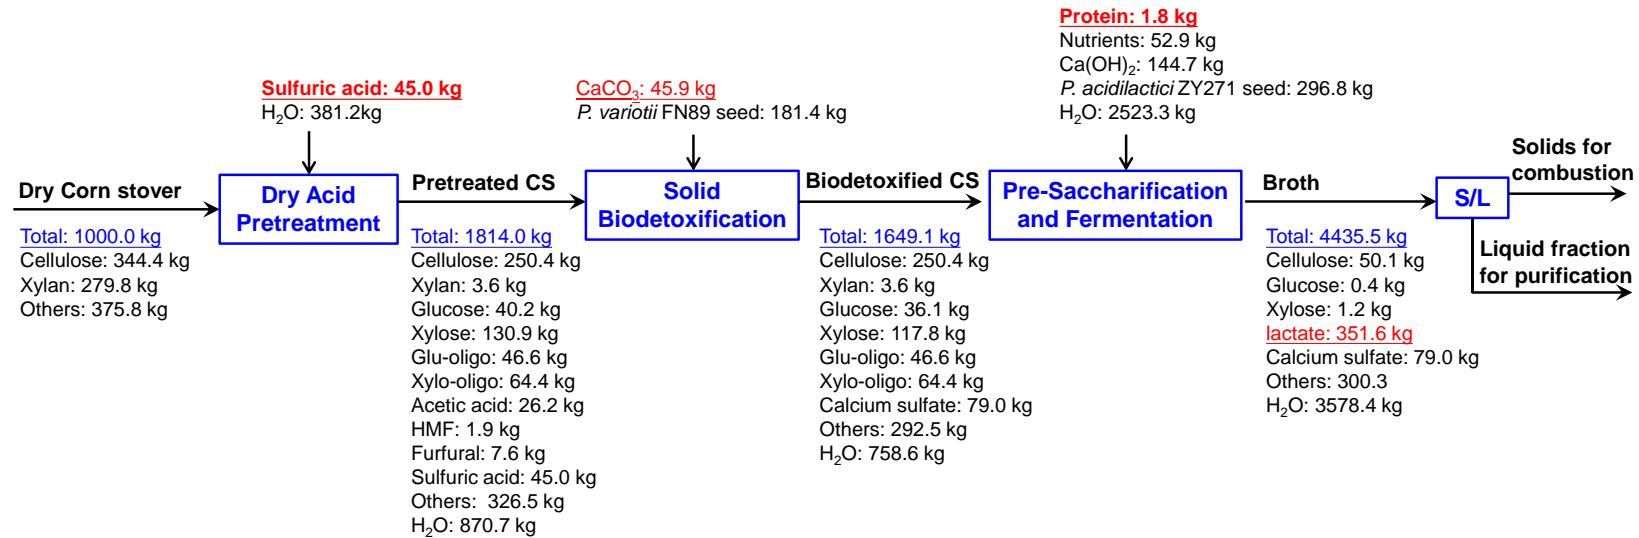 Protein: 1.8 kg
Nutrients: 52.9 kg
Ca(OH)₂: 144.7 kg
P. acidilactici ZY271 seed: 296.8 kg
H₂O: 2523.3 kg
Sulfuric acid: 45.0 kg
H₂O: 381.2kg
CaCO₃: 45.9 kg
P. variotii FN89 seed: 181.4 kg
Dry Corn stover
Total: 1000.0 kg
Cellulose: 344.4 kg
Xylan: 279.8 kg
Others: 375.8 kg
Dry Acid
Pretreatment
Pretreated CS
Total: 1814.0 kg
Cellulose: 250.4 kg
Xylan: 3.6 kg
Glucose: 40.2 kg
Xylose: 130.9 kg
Glu-oligo: 46.6 kg
Xylo-oligo: 64.4 kg
Acetic acid: 26.2 kg
HMF: 1.9 kg
Furfural: 7.6 kg
Sulfuric acid: 45.0 kg
Others: 326.5 kg
H₂O: 870.7 kg
Solid
Biodetoxification
Biodetoxified CS
Total: 1649.1 kg
Cellulose: 250.4 kg
Xylan: 3.6 kg
Glucose: 36.1 kg
Xylose: 117.8 kg
Glu-oligo: 46.6 kg
Xylo-oligo: 64.4 kg
Calcium sulfate: 79.0 kg
Others: 292.5 kg
H₂O: 758.6 kg
Pre-Saccharification
and Fermentation
Broth
Total: 4435.5 kg
Cellulose: 50.1 kg
Glucose: 0.4 kg
Xylose: 1.2 kg
lactate: 351.6 kg
Calcium sulfate: 79.0 kg
Others: 300.3
H₂O: 3578.4 kg
S/L
Solids for
combustion
Liquid fraction
for purification